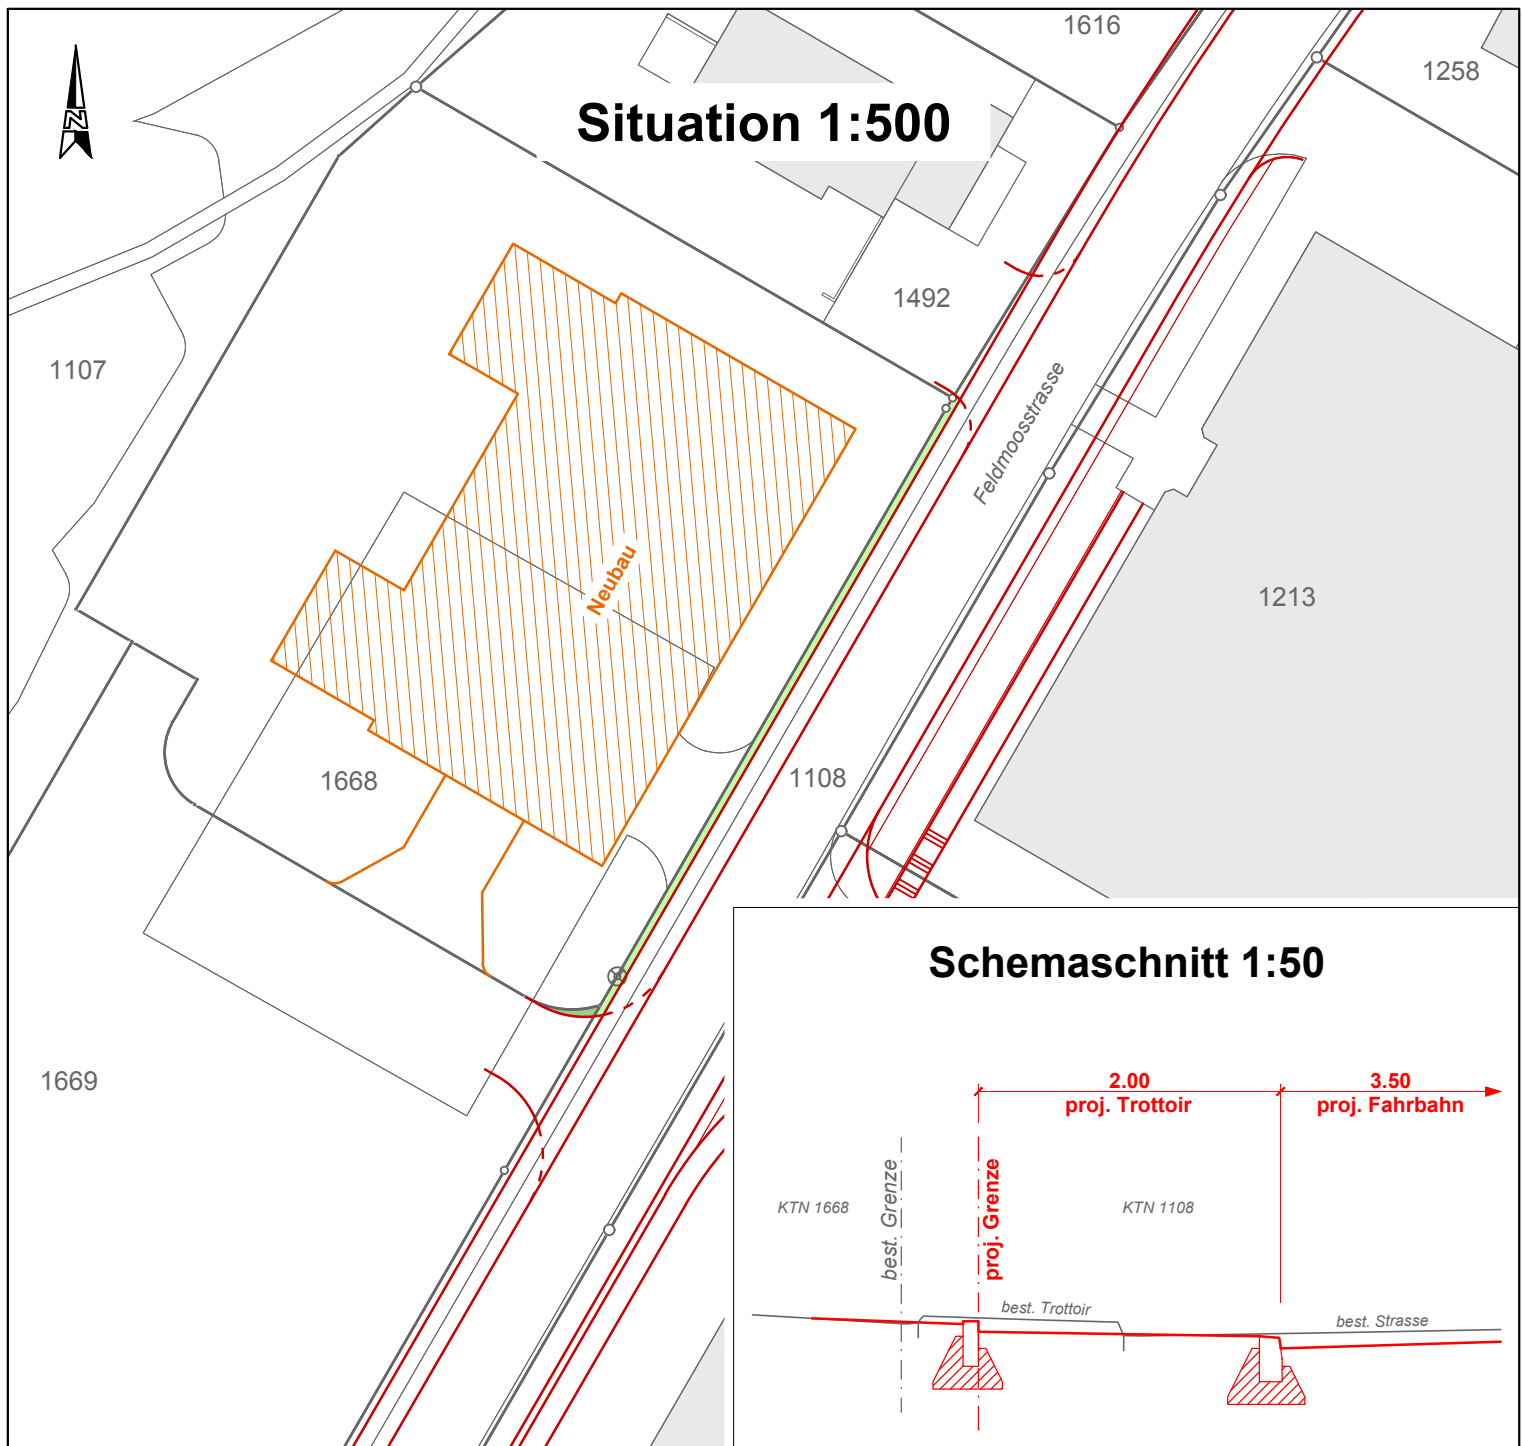 1616
1258
Situation 1:500
N
1492
1107
Feldmoosstrasse
Neubau
1213
1668
1108
1669
Schemaschnitt 1:50
2.00
proj. Trottoir
3.50
proj. Fahrbahn
KTN 1668
best. Grenze
proj. Grenze
KTN 1108
best. Trottoir
best. Strasse